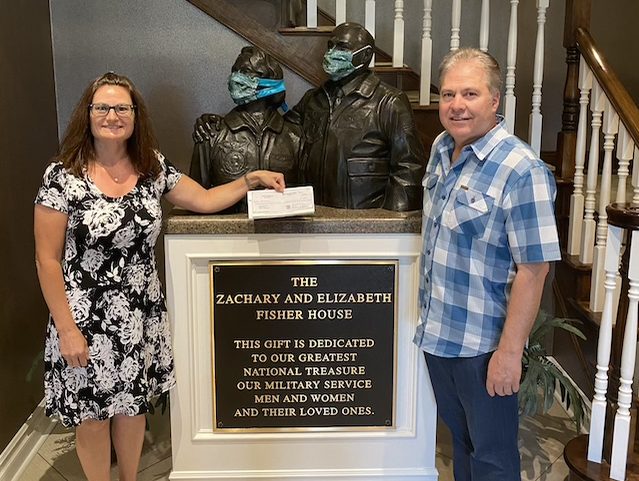 THE
ZACHARY AND ELIZABETH
FISHER HOUSE
THIS GIFT IS DEDICATED
TO OUR GREATEST
NATIONAL TREASURE
OUR MILITARY SERVICE
MEN AND WOMEN
AND THEIR LOVED ONES.